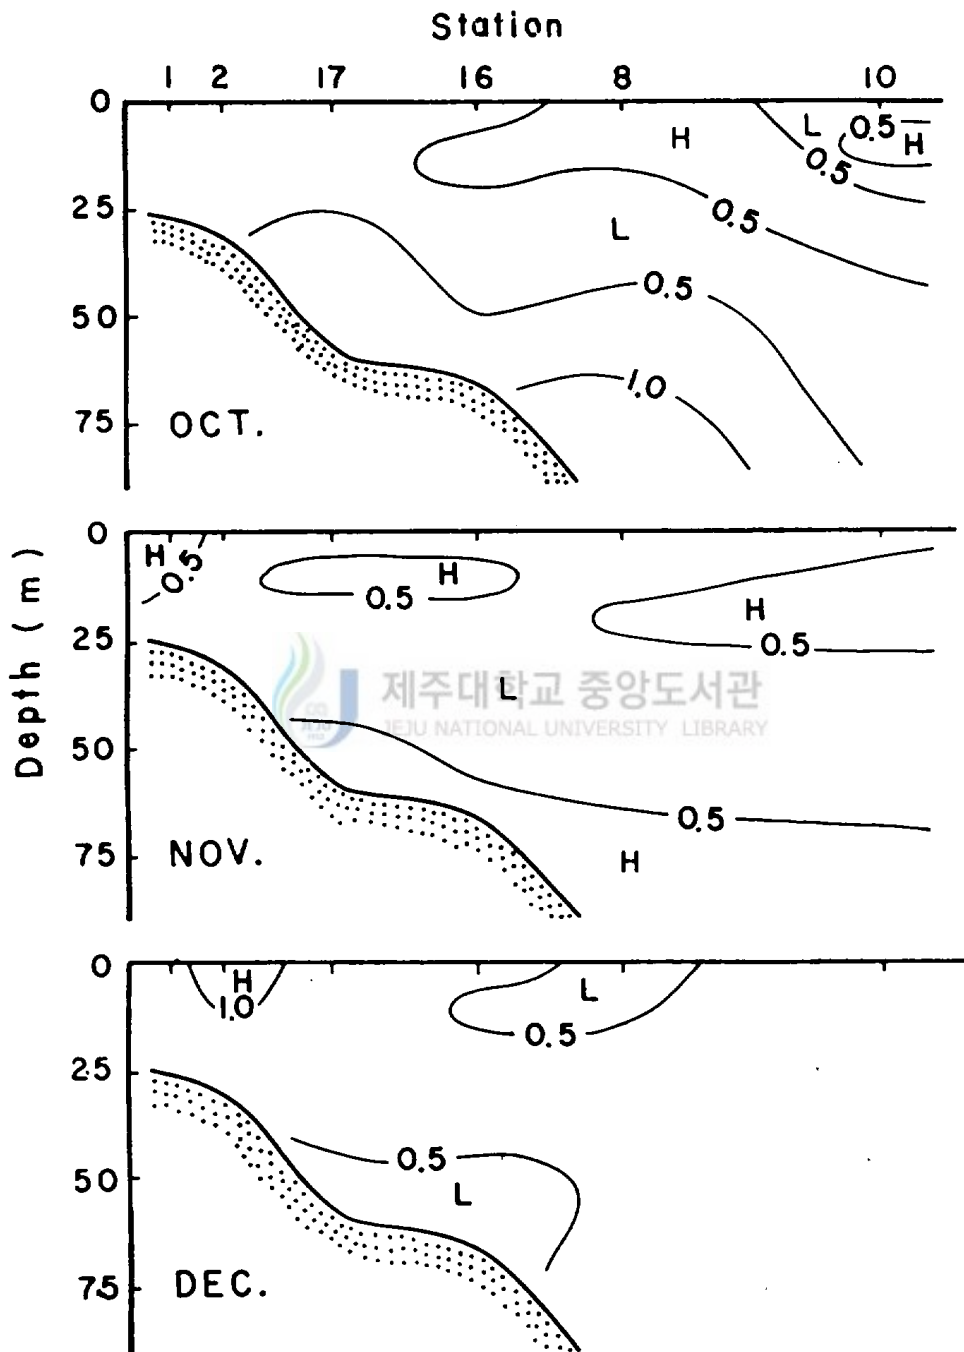 Station
1 2 17 16 8 10
0
H L 0.5
H
0.5
25
L 0.5
0.5
50
1.0
75
OCT.
Depth (m)
0
H 0.5
H
0.5
H
25
0.5
제주대학교 중앙도서관
L
JEJU NATIONAL UNIVERSITY LIBRARY
50
0.5
75
NOV.
H
0
H
1.0
L
0.5
25
0.5
50
L
75
DEC.